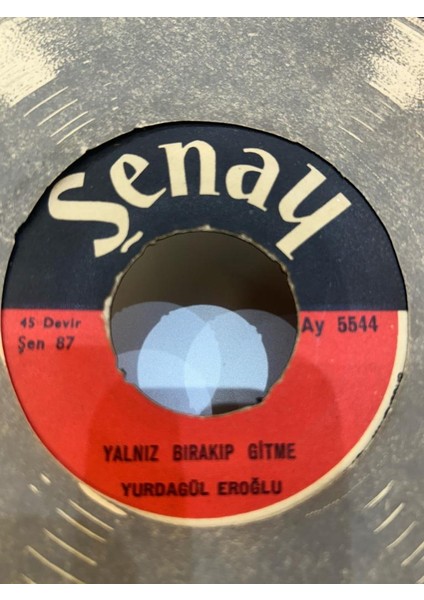 Şenay
45 Devir
Şen 87
Ay 5544
YALNIZ BIRAKIP GİTME
YURDAGÜL EROĞLU